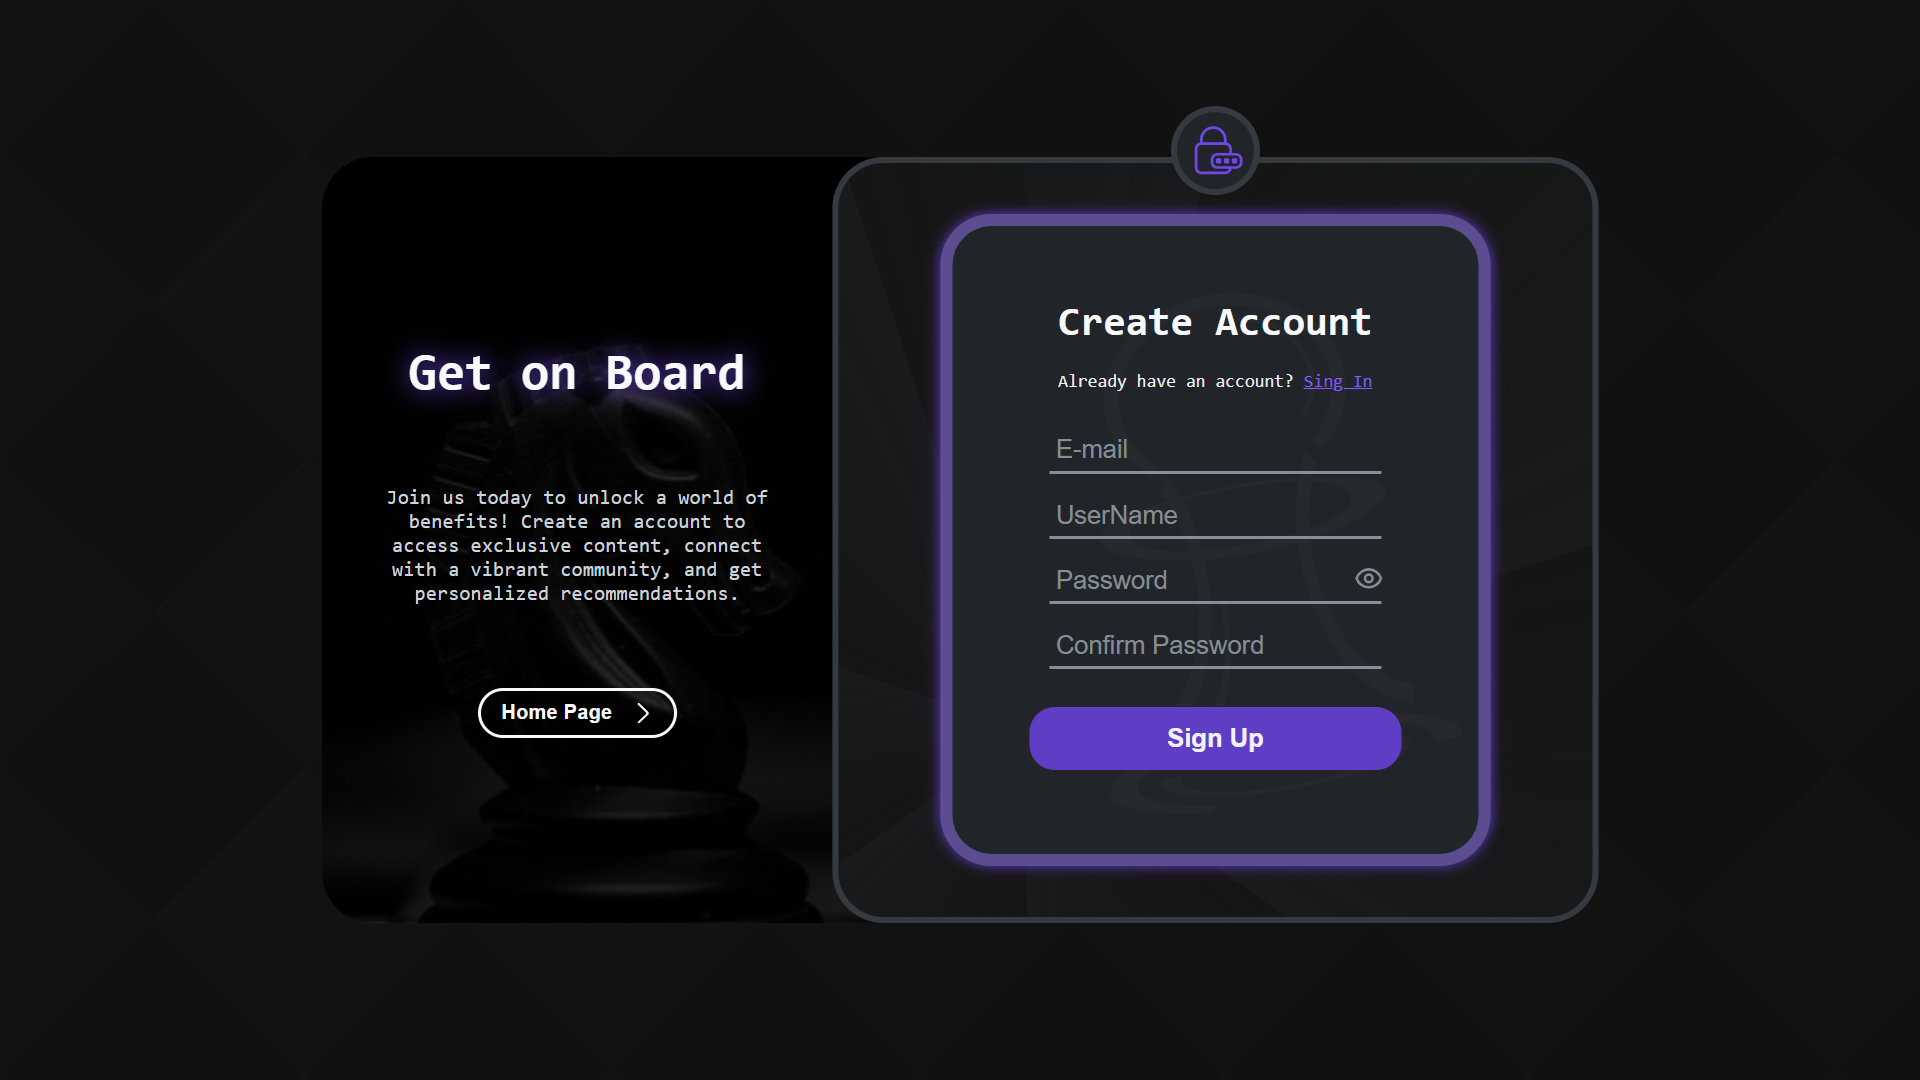 Get on Board
Join us today to unlock a world of
benefits! Create an account to
access exclusive content, connect
with a vibrant community, and get
personalized recommendations.
Home Page
Create Account
Already have an account? Sing In
E-mail
UserName
Password
Confirm Password
Sign Up